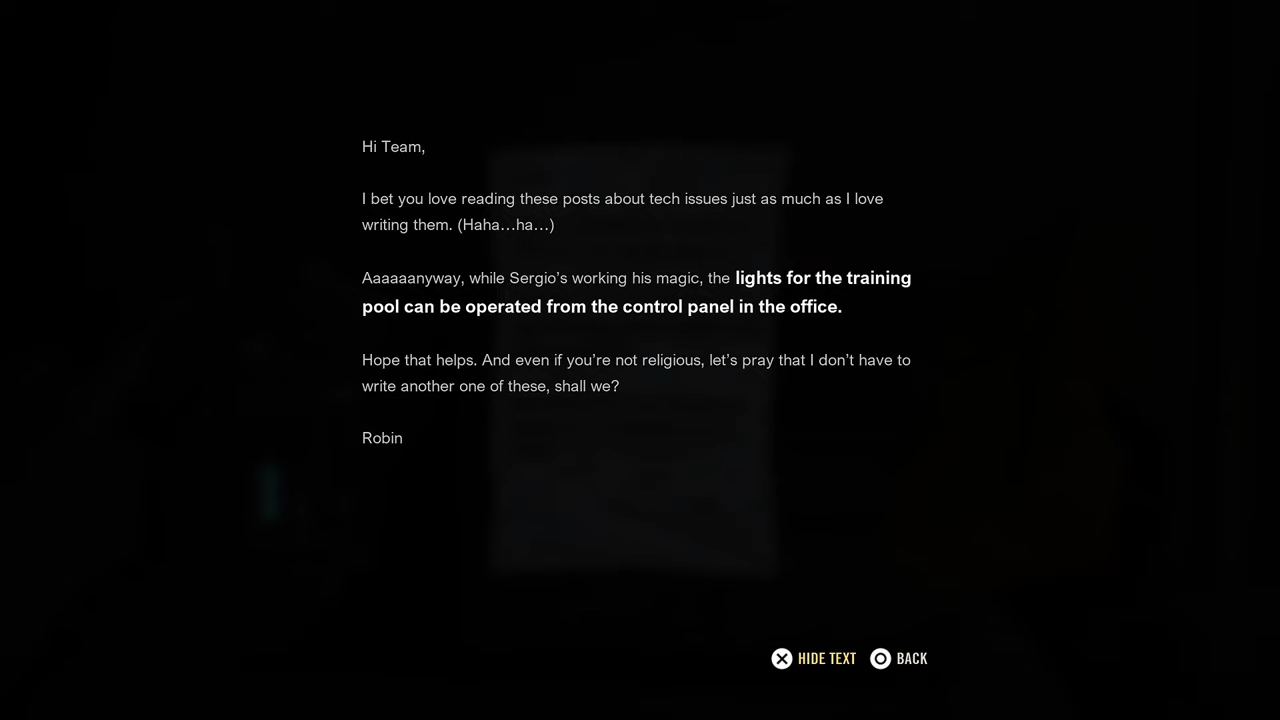 Hi Team,
I bet you love reading these posts about tech issues just as much as I love
writing them. (Haha...ha...)
Aaaaaanyway, while Sergio's working his magic, the lights for the training
pool can be operated from the control panel in the office.
Hope that helps. And even if you're not religious, let's pray that I don't have to
write another one of these, shall we?
Robin
HIDE TEXT BACK